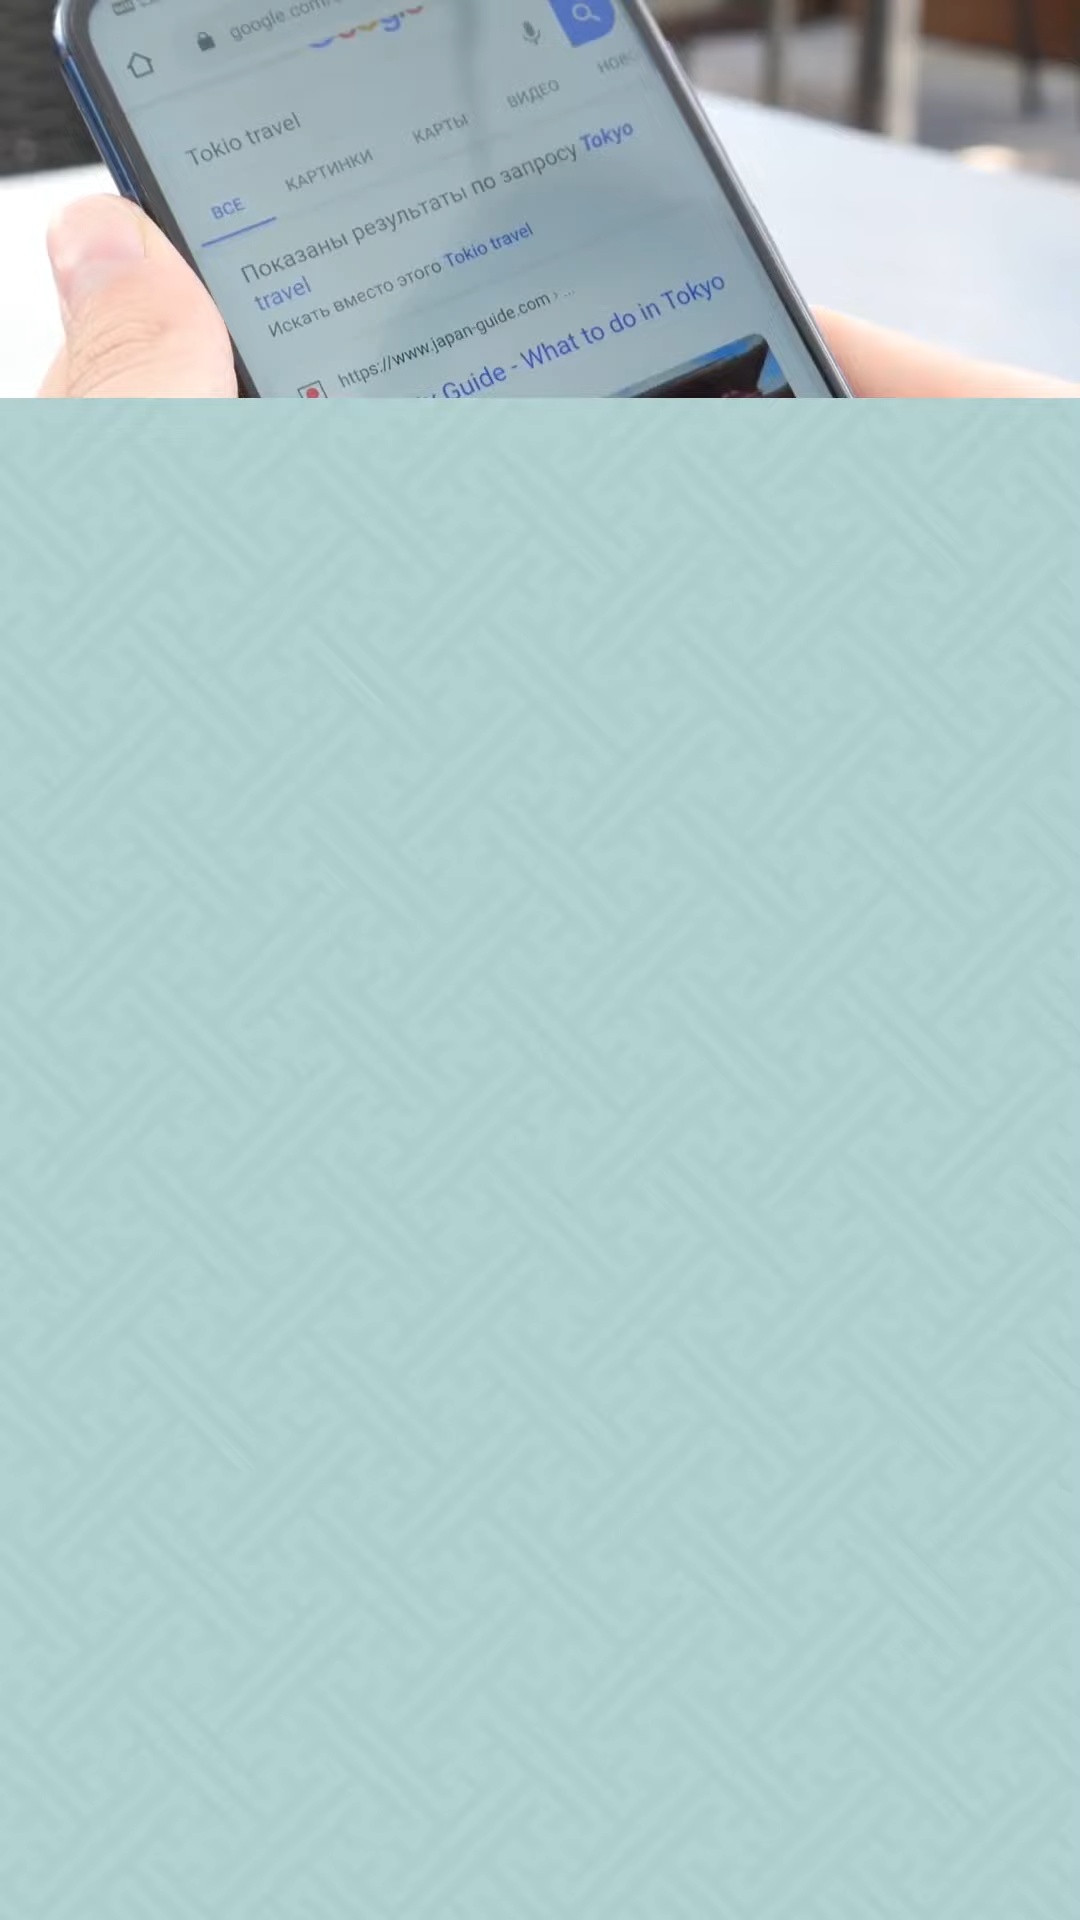 google.com
Google
Tokio travel
ВСЕ КАРТИНКИ КАРТЫ ВИДЕО
Показаны результаты по запросу Tokyo
travel
Искать вместо этого Tokio travel
https://www.japan-guide.com › ...
Guide - What to do in Tokyo